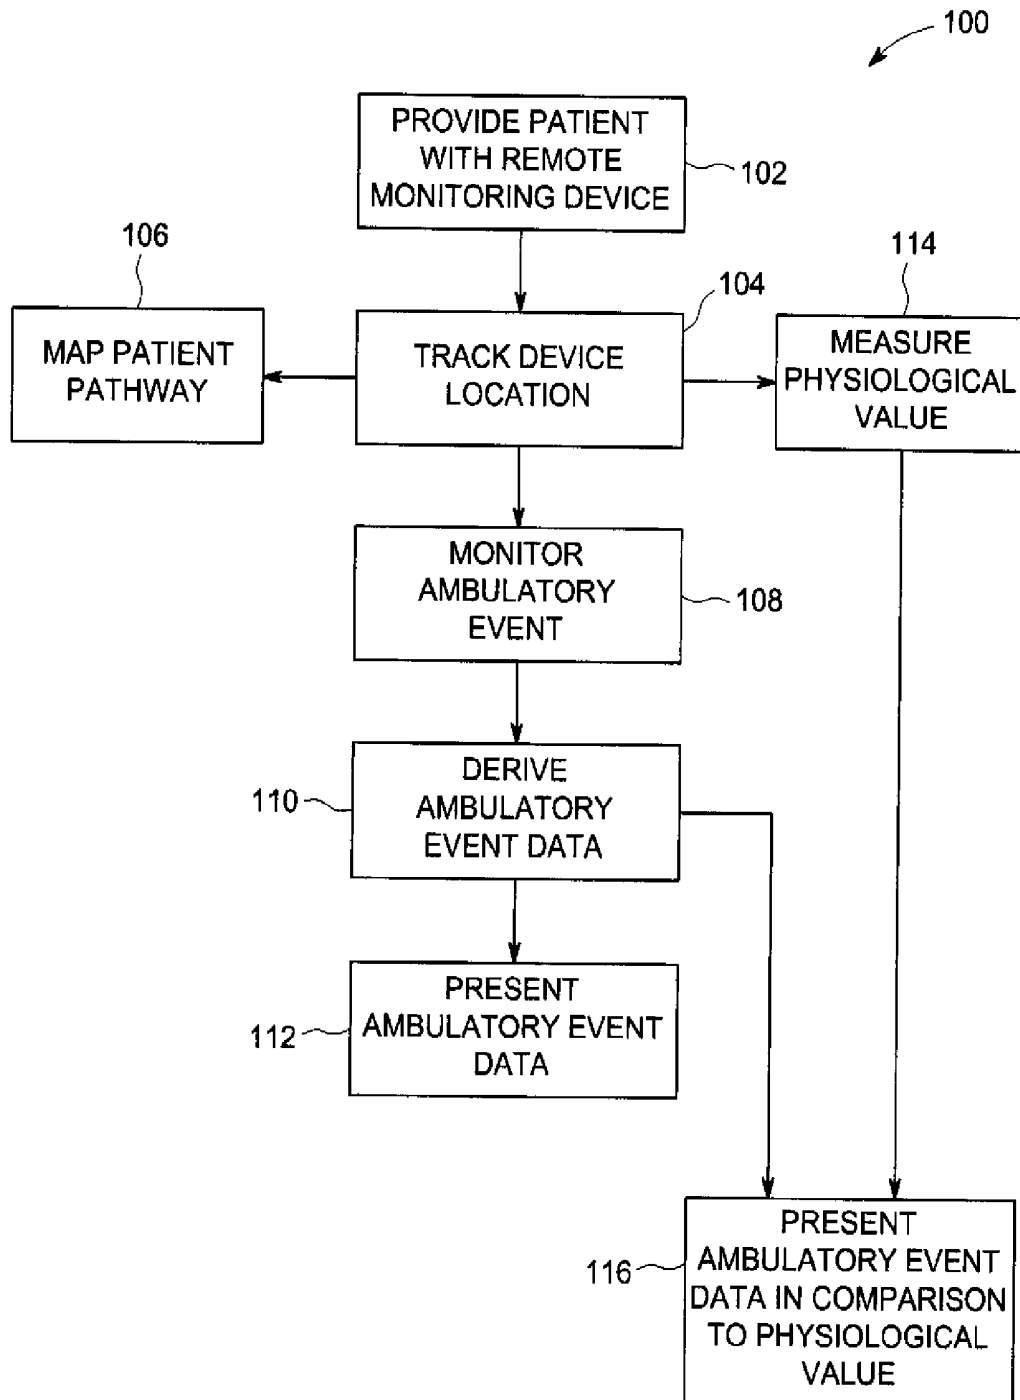 100
PROVIDE PATIENT
WITH REMOTE
MONITORING DEVICE
102
106
114
104
MAP PATIENT
PATHWAY
TRACK DEVICE
LOCATION
MEASURE
PHYSIOLOGICAL
VALUE
MONITOR
AMBULATORY
EVENT
108
110
DERIVE
AMBULATORY
EVENT DATA
112
PRESENT
AMBULATORY EVENT
DATA
116
PRESENT
AMBULATORY EVENT
DATA IN COMPARISON
TO PHYSIOLOGICAL
VALUE